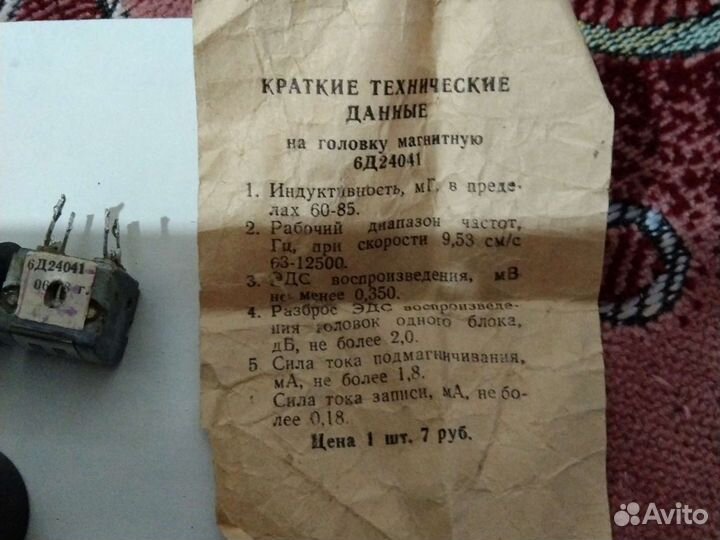 КРАТКИЕ ТЕХНИЧЕСКИЕ
ДАННЫЕ
на головку магнитную
6Д24041
1. Индуктивность, мГ, в преде-
лах 60-85.
2. Рабочий диапазон частот,
Гц, при скорости 9,53 см/с
63-12500.
3. ЭДС воспроизведения, мВ
не менее 0,350.
4. Разброс ЭДС воспроизведе-
ния головок одного блока,
дБ, не более 2,0.
5 Сила тока подмагничивания,
мА, не более 1,8.
Сила тока записи, мА, не бо-
лее 0,18.
Цена 1 шт. 7 руб.
6Д24041
г.
Avito